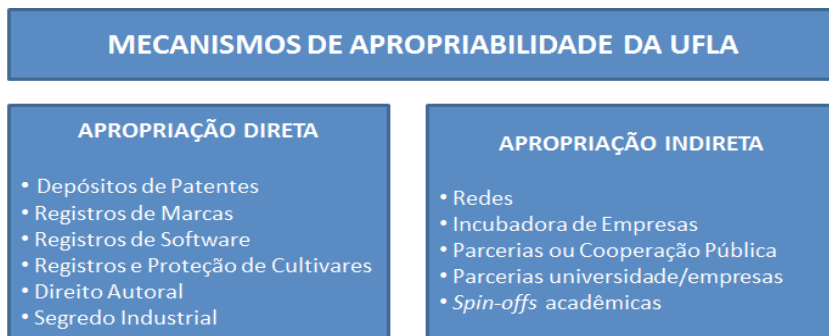 MECANISMOS DE APROPRIABILIDADE DA UFLA
APROPRIAÇÃO DIRETA
• Depósitos de Patentes
• Registros de Marcas
• Registros de Software
• Registros e Proteção de Cultivares
• Direito Autoral
• Segredo Industrial
APROPRIAÇÃO INDIRETA
• Redes
• Incubadora de Empresas
• Parcerias ou Cooperação Pública
• Parcerias universidade/empresas
• Spin-offs acadêmicas